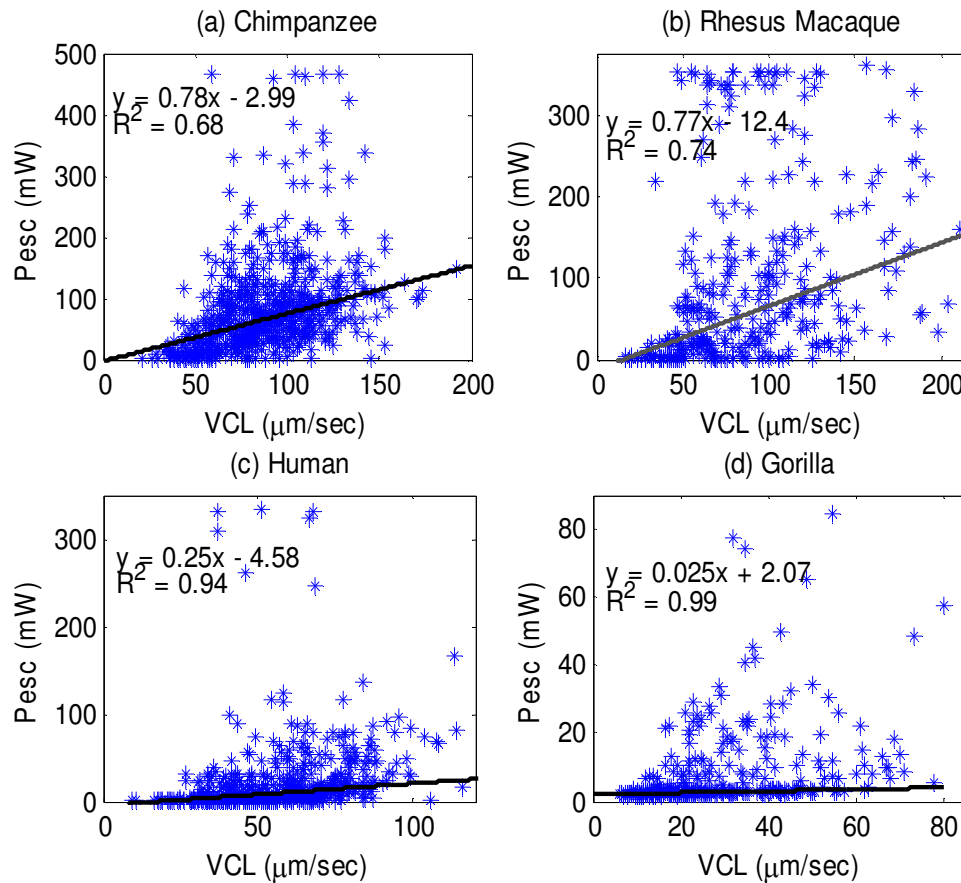 (a) Chimpanzee
500
400
300
200
100
0
Pesc (mW)
y = 0.78x - 2.99
R² = 0.68
0 50 100 150 200
VCL (μm/sec)
(b) Rhesus Macaque
300
200
100
0
Pesc (mW)
y = 0.77x - 12.4
R² = 0.74
0 50 100 150 200
VCL (μm/sec)
(c) Human
300
200
100
0
Pesc (mW)
y = 0.25x - 4.58
R² = 0.94
0 50 100
VCL (μm/sec)
(d) Gorilla
80
60
40
20
0
Pesc (mW)
y = 0.025x + 2.07
R² = 0.99
0 20 40 60 80
VCL (μm/sec)